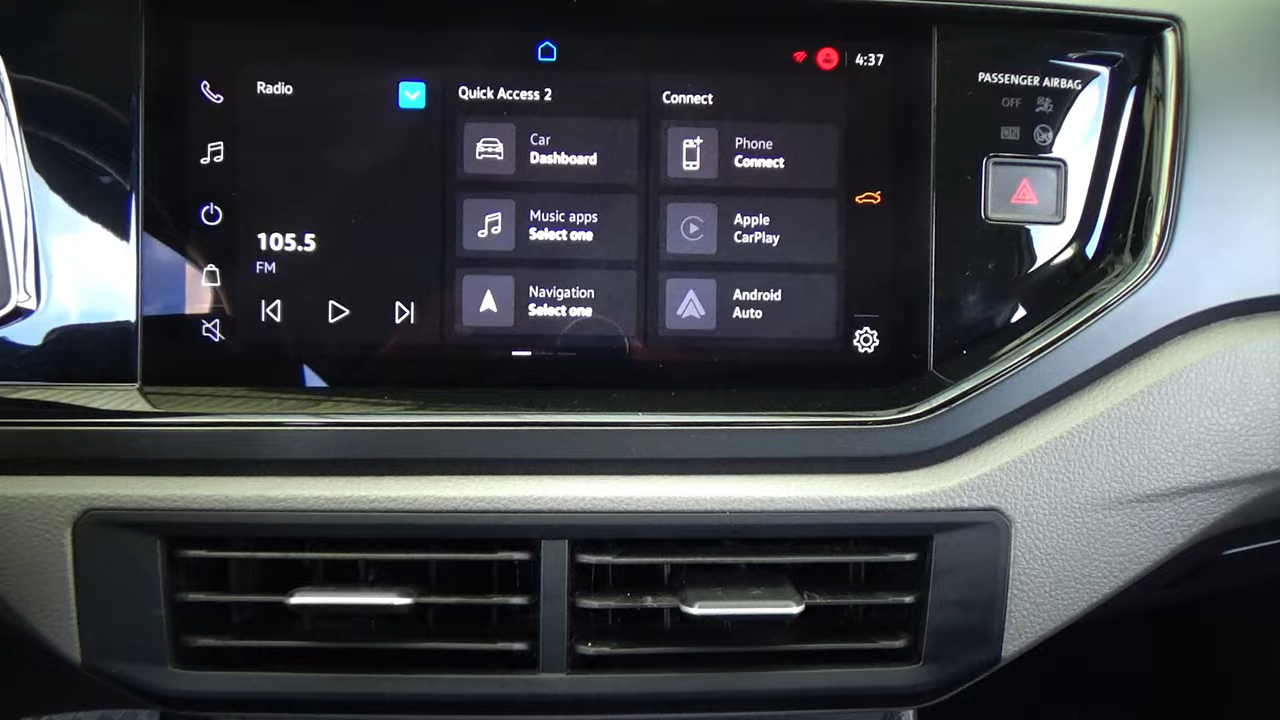 4:37
Radio
105.5
FM
Quick Access 2
Car
Dashboard
Music apps
Select one
Navigation
Select one
Connect
Phone
Connect
Apple
CarPlay
Android
Auto
PASSENGER AIRBAG
OFF